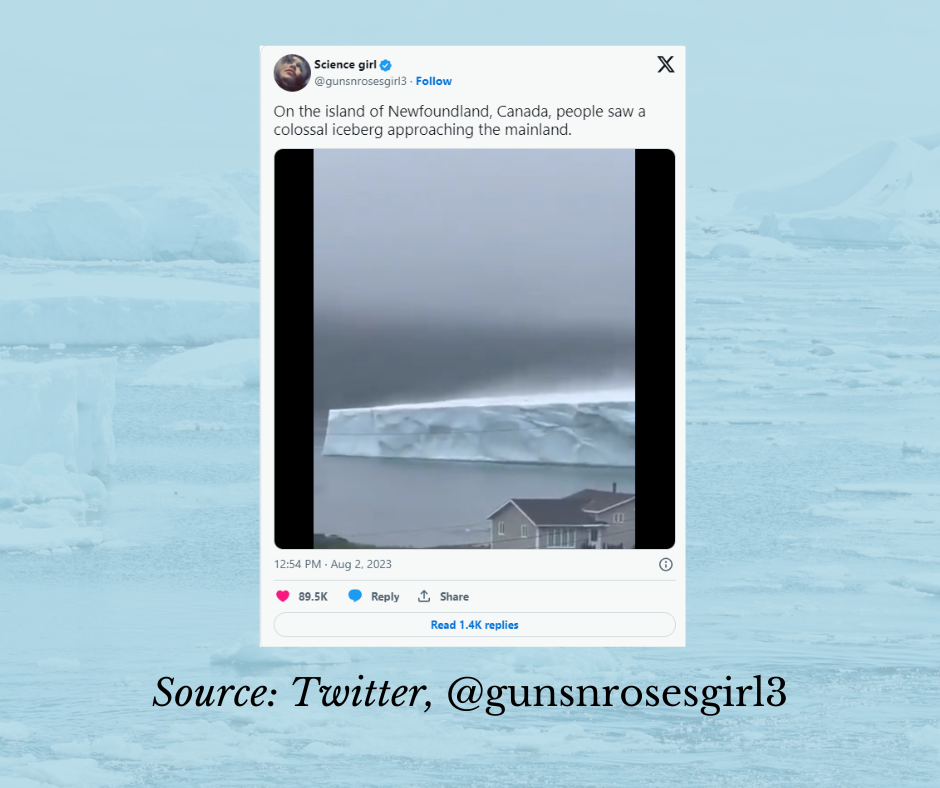 Science girl
@gunsnrosesgirl3 · Follow
X
On the island of Newfoundland, Canada, people saw a
colossal iceberg approaching the mainland.
12:54 PM · Aug 2, 2023
89.5K Reply Share
Read 1.4K replies
Source: Twitter, @gunsnrosesgirl3